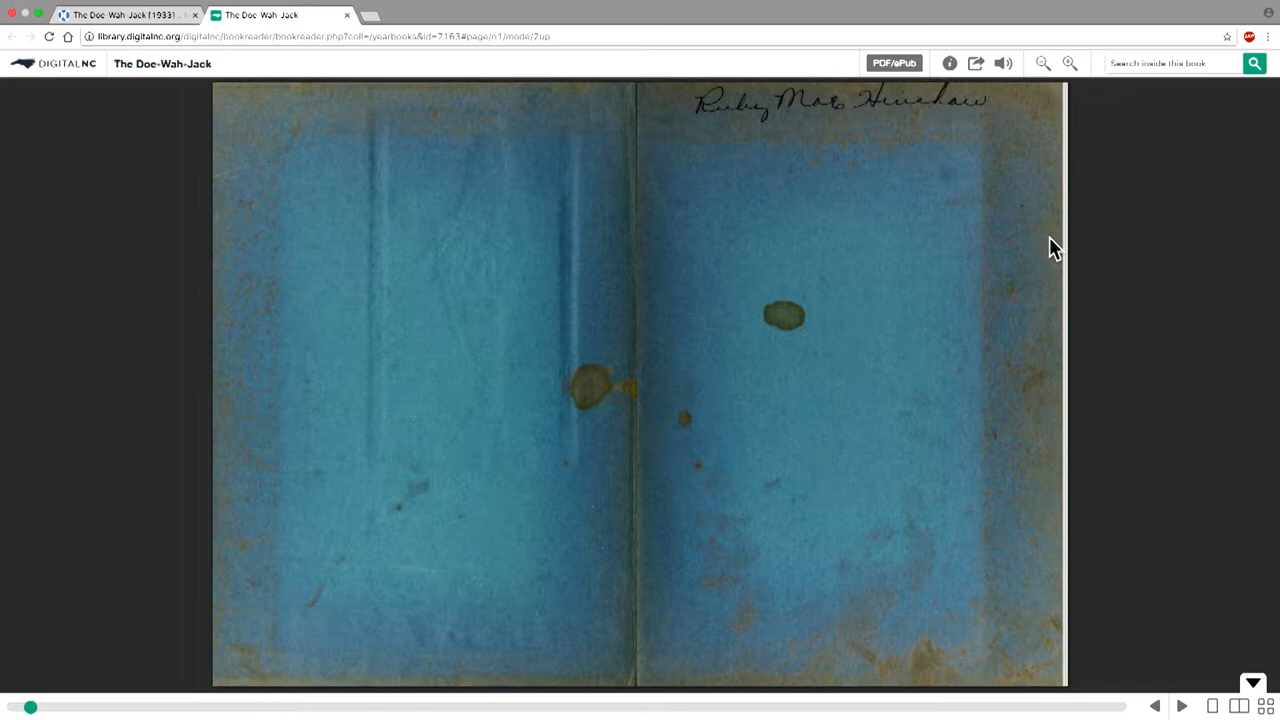 The Doe-Wah-Jack [1933]
The Doe-Wah-Jack
library.digitalnc.org/digitalnc/bookreader/bookreader.php?coll=/yearbooks&id=7163#page/n1/mode/2up
DIGITALNC
The Doe-Wah-Jack
PDF/ePub
Search inside this book
Ruby Mae Hinshaw